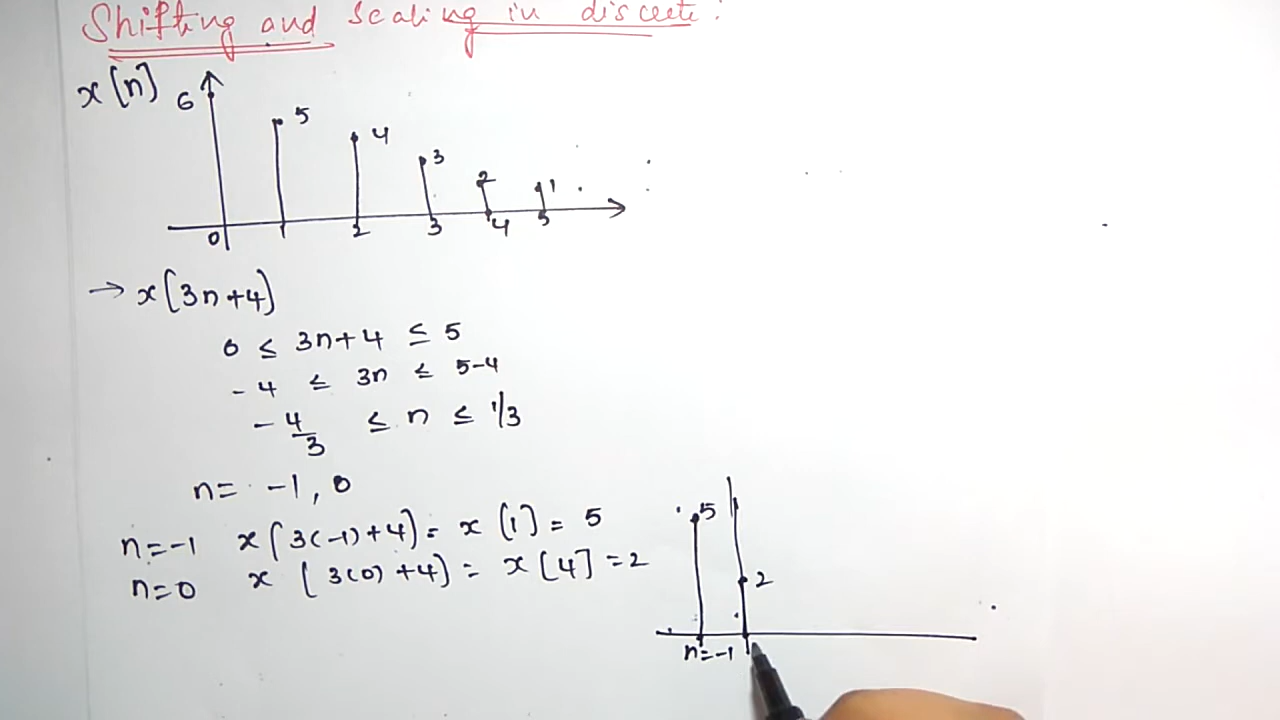 Shifting and scaling in discrete:
x[n] 6 5 4 3 2 1
0 1 2 3 4 5
→ x[3n+4]
0 ≤ 3n+4 ≤ 5
-4 ≤ 3n ≤ 5-4
-4/3 ≤ n ≤ 1/3
n= -1, 0
n=-1 x[3(-1)+4]= x[1]= 5
n=0 x[3(0)+4]= x[4]=2
5
2
n=-1